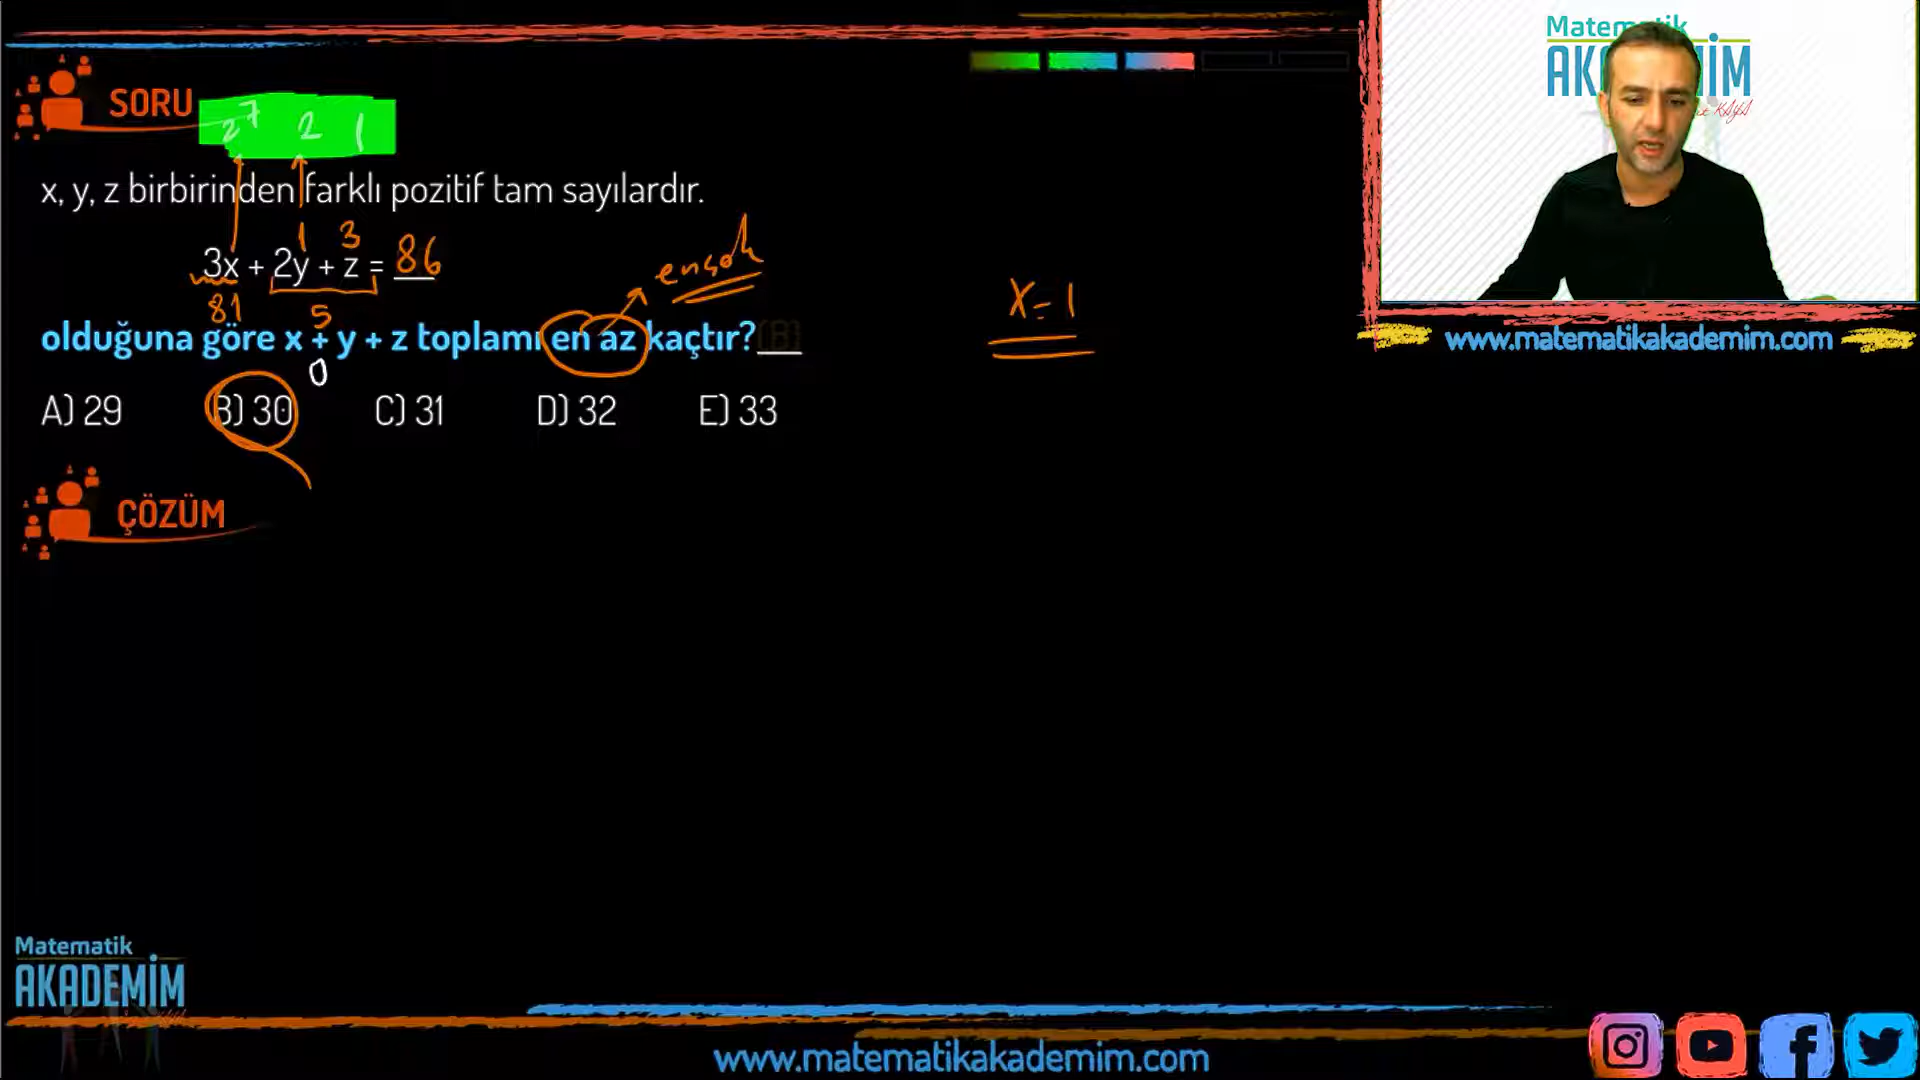 Matematik
AKADEMİM
SORU
27 2 1
x, y, z birbirinden farklı pozitif tam sayılardır.
1 3
3x + 2y + z = 86
ençok
81 5
x = 1
olduğuna göre x + y + z toplamı en az kaçtır?(B)
0
A) 29 B) 30 C) 31 D) 32 E) 33
www.matematikakademim.com
ÇÖZÜM
Matematik
AKADEMİM
www.matematikakademim.com